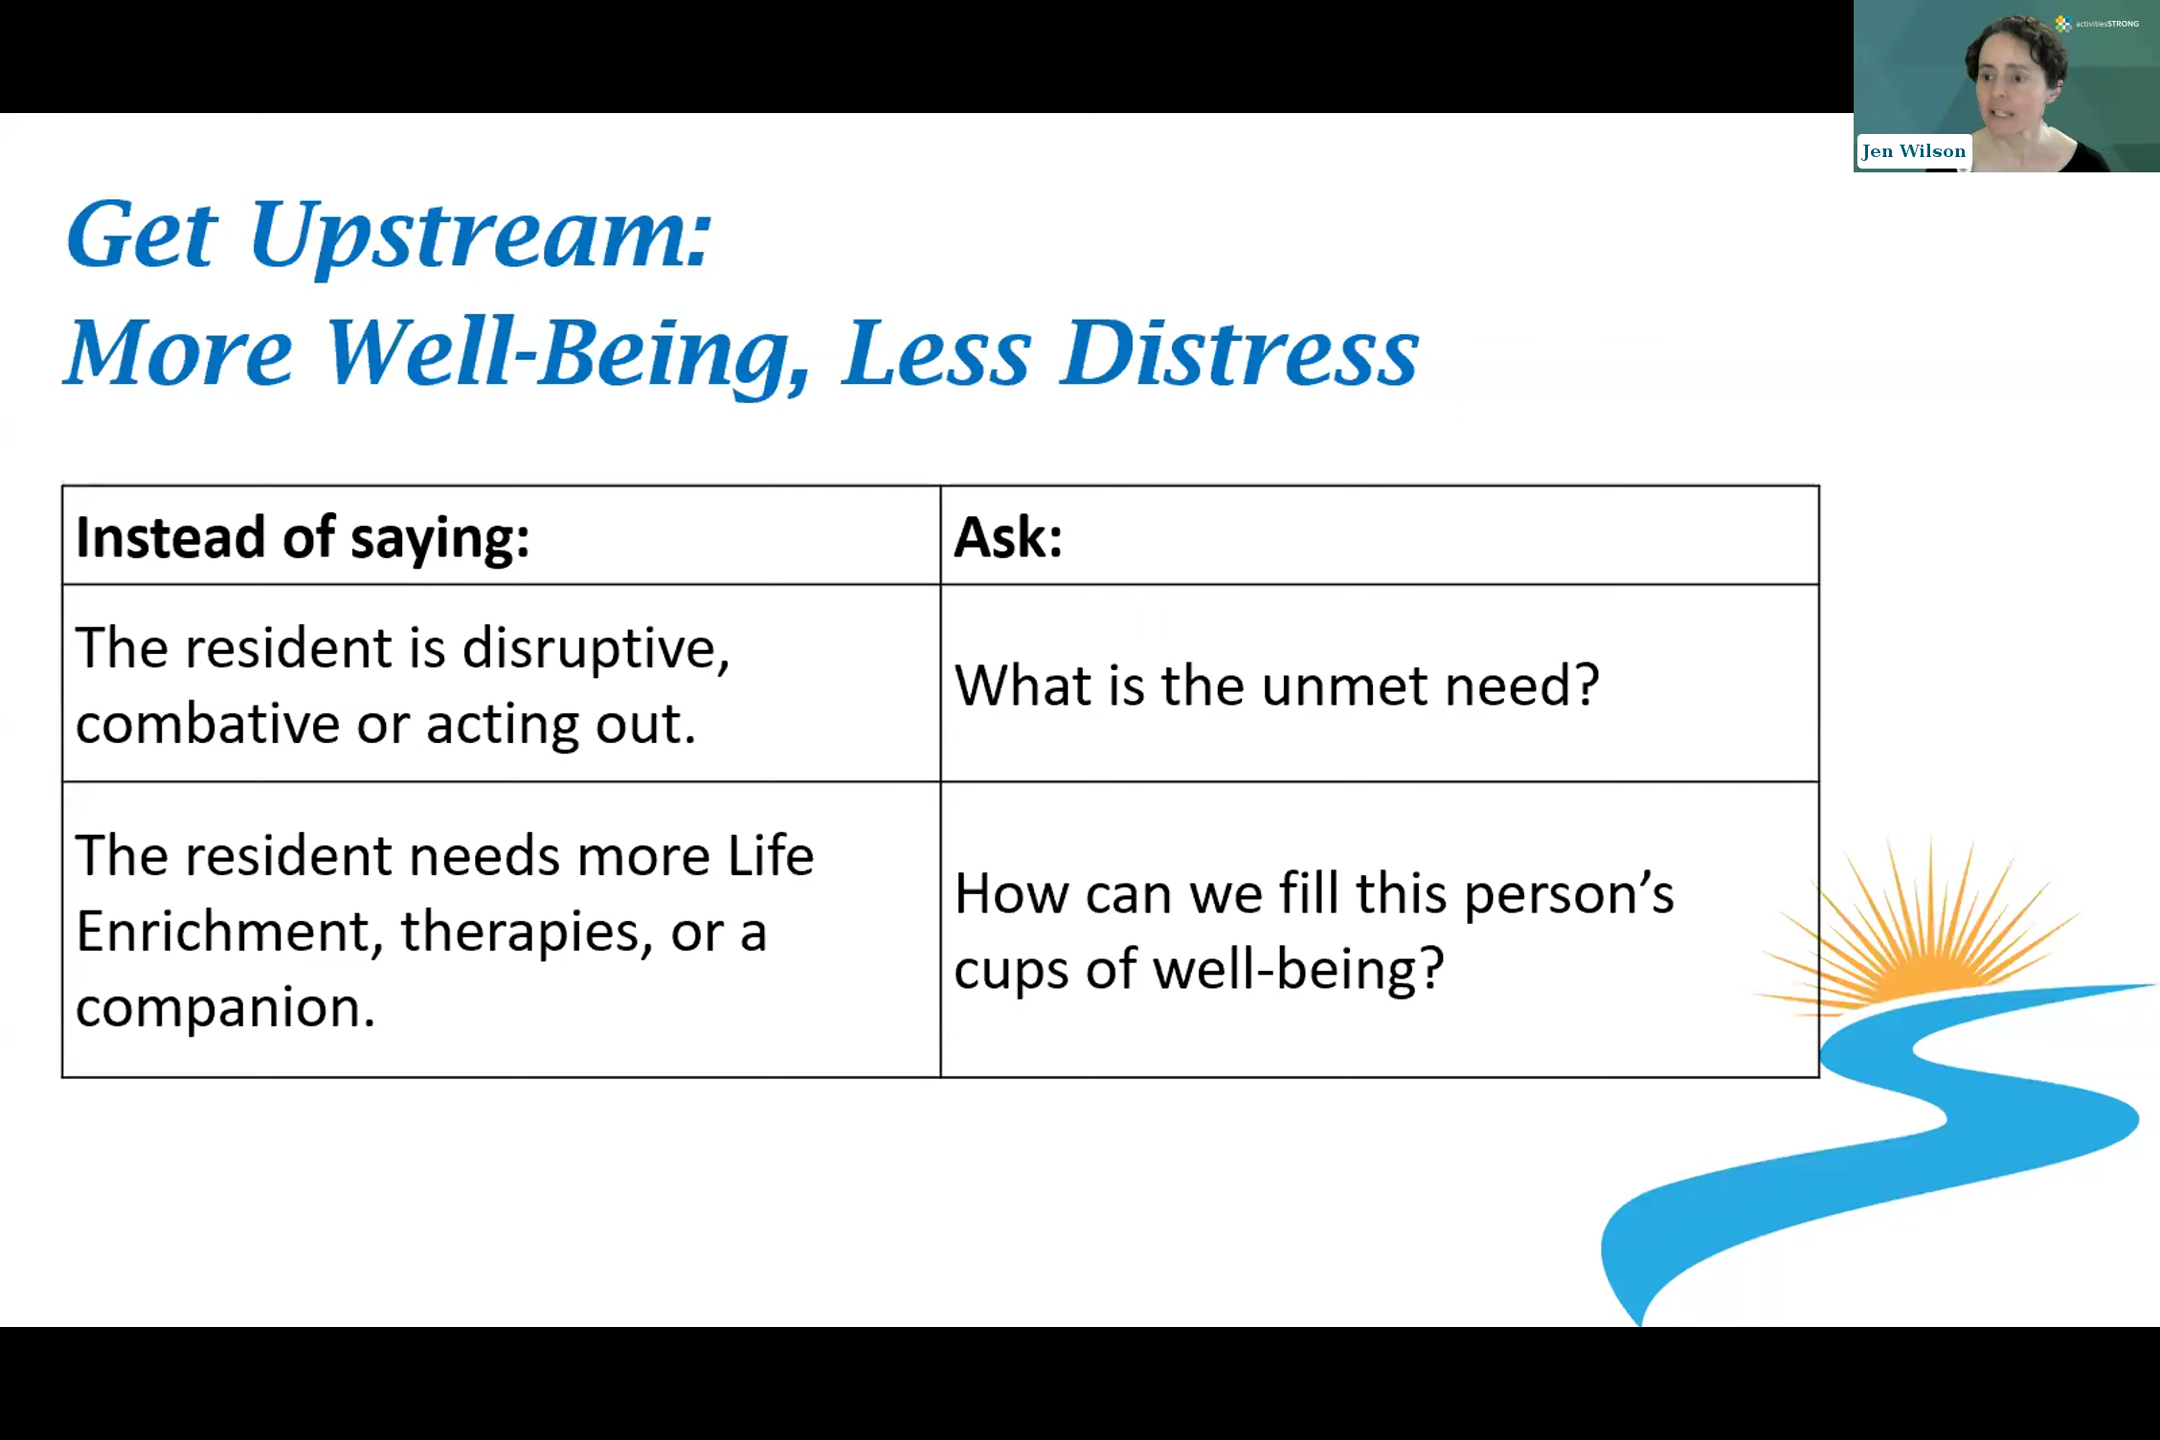 activitiesSTRONG
Jen Wilson
Get Upstream:
More Well-Being, Less Distress
Instead of saying:
Ask:
The resident is disruptive,
combative or acting out.
What is the unmet need?
The resident needs more Life
Enrichment, therapies, or a
companion.
How can we fill this person’s
cups of well-being?